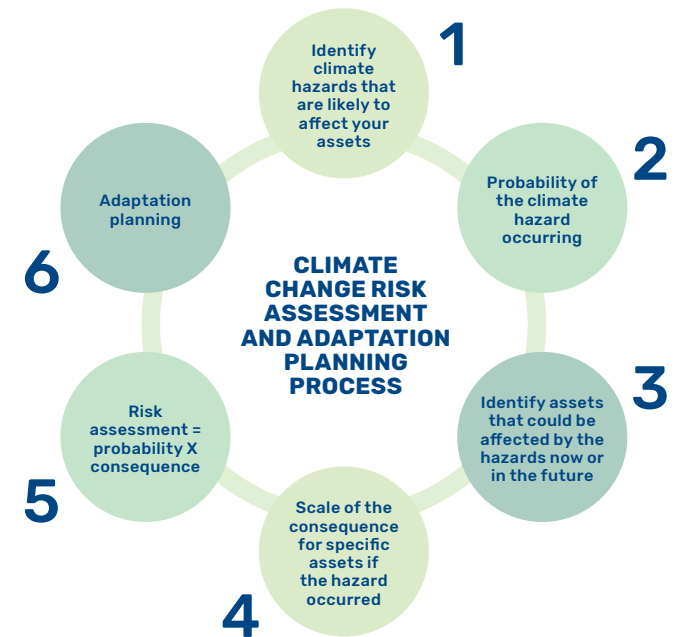 1
Identify
climate
hazards that
are likely to
affect your
assets
2
Probability of
the climate
hazard
occurring
3
Identify assets
that could be
affected by the
hazards now or
in the future
4
Scale of the
consequence
for specific
assets if
the hazard
occurred
5
Risk
assessment =
probability X
consequence
6
Adaptation
planning
CLIMATE
CHANGE RISK
ASSESSMENT
AND ADAPTATION
PLANNING
PROCESS